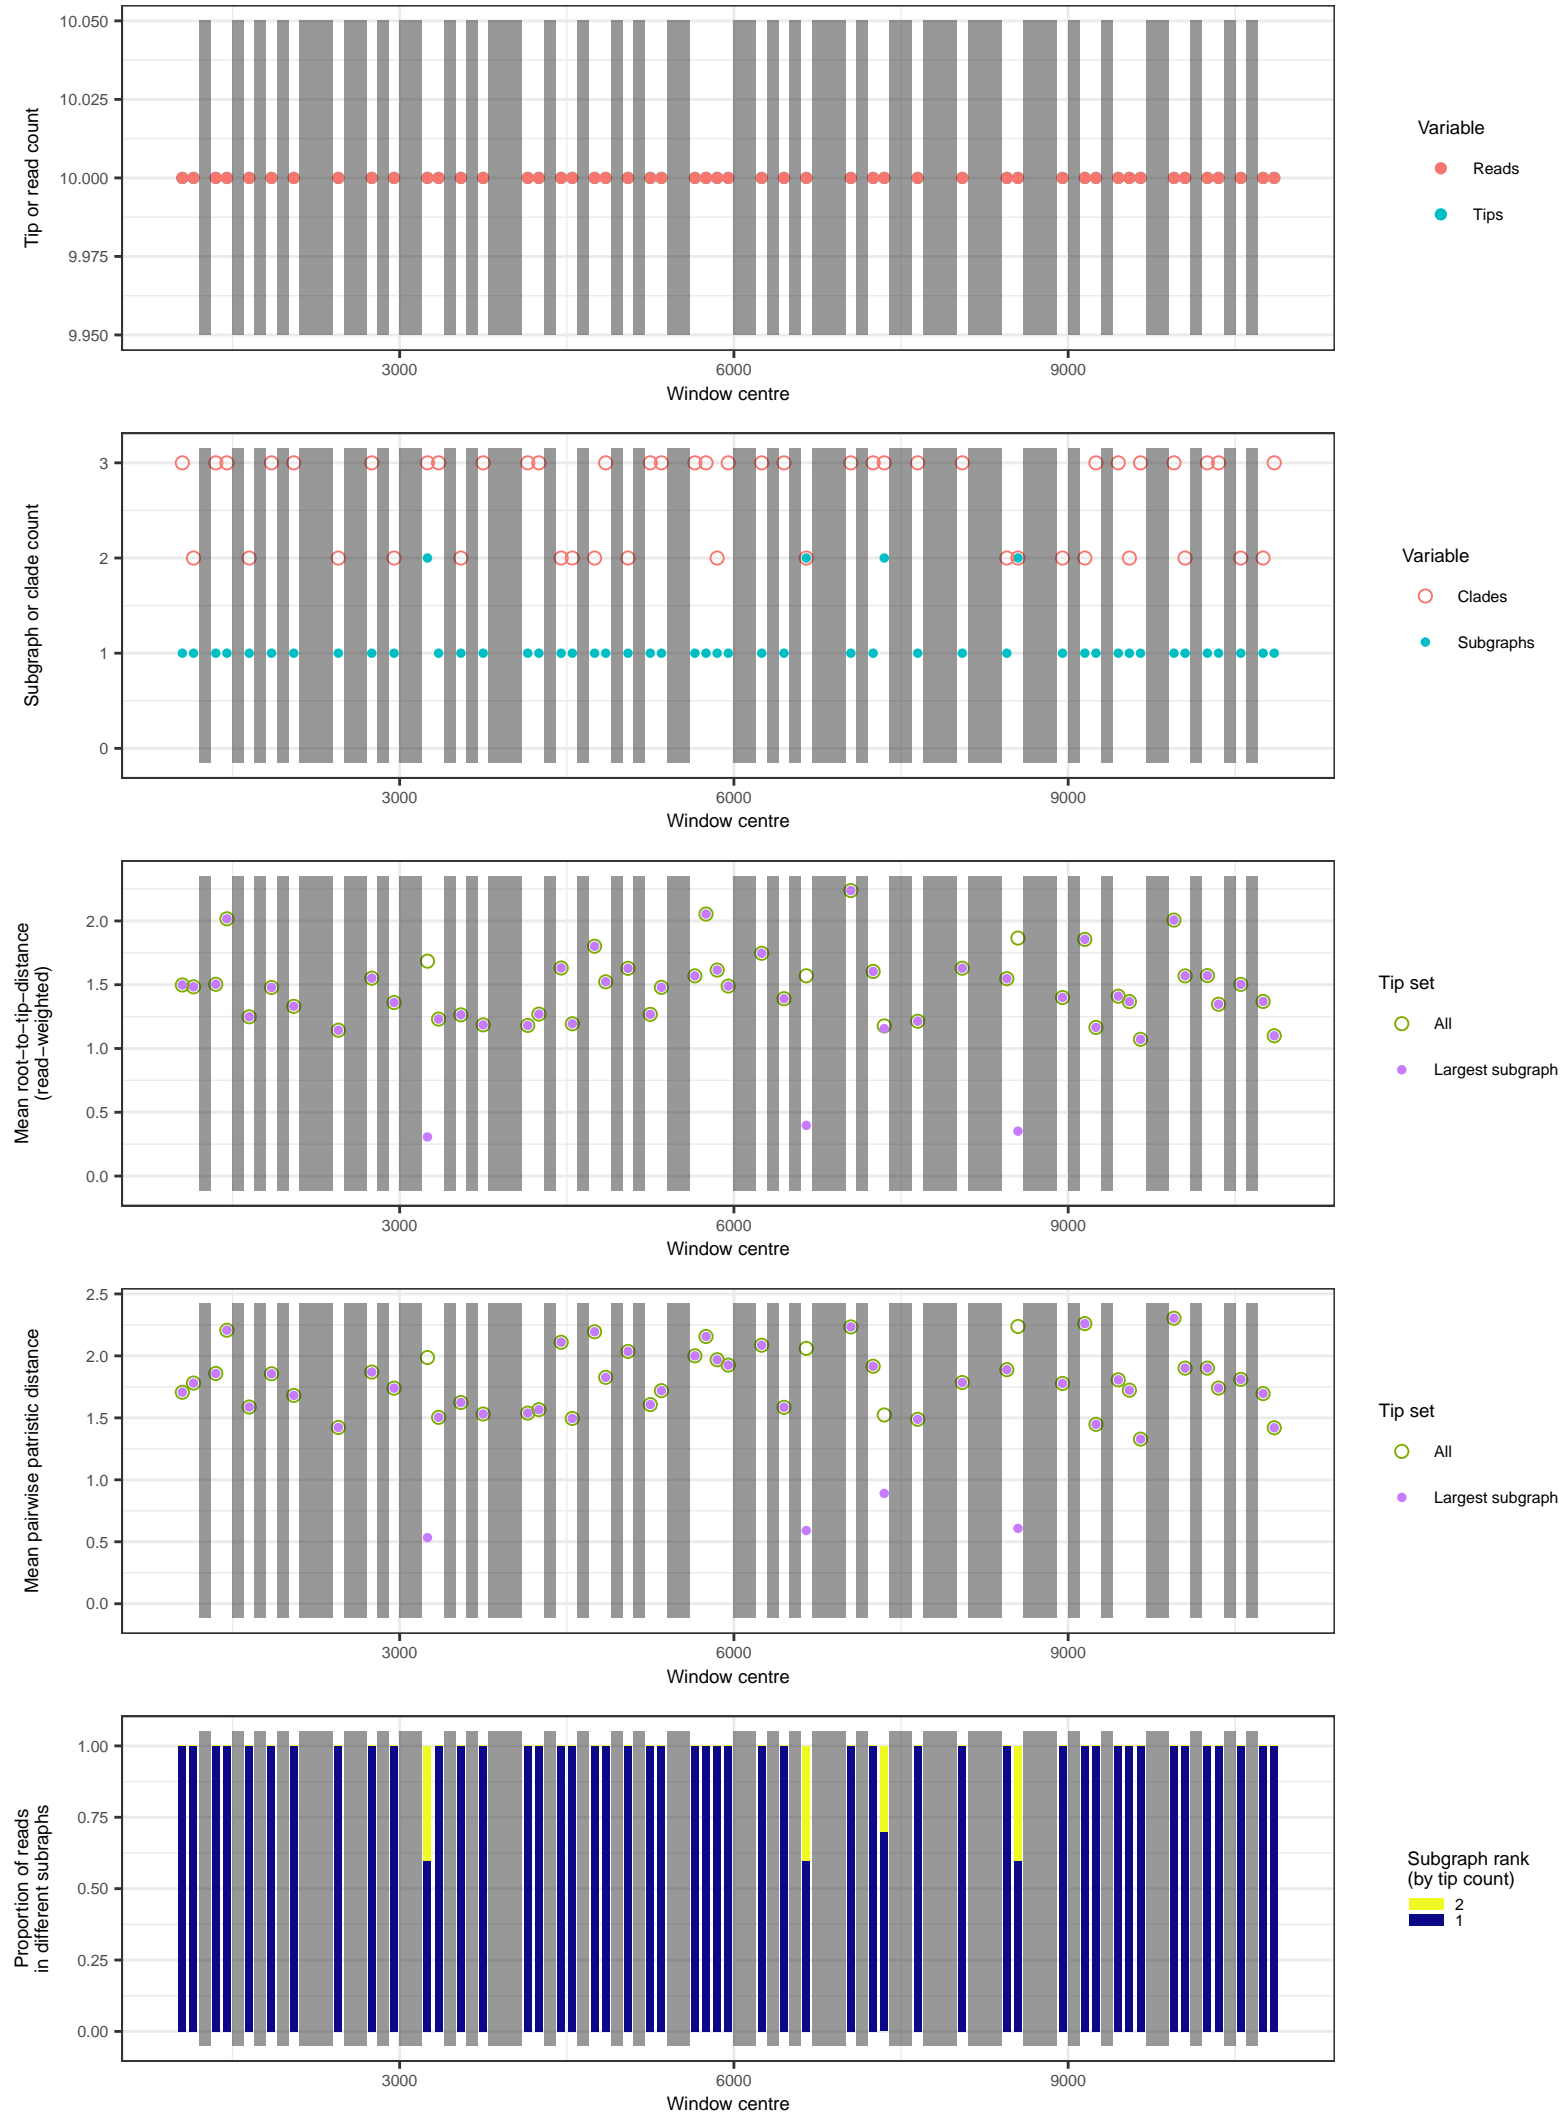 10.050
10.025
10.000
9.975
9.950
Tip or read count
3000
6000
9000
Window centre
Variable
Reads
Tips
3
2
1
0
Subgraph or clade count
3000
6000
9000
Window centre
Variable
Clades
Subgraphs
2.0
1.5
1.0
0.5
0.0
Mean root−to−tip−distance
(read−weighted)
3000
6000
9000
Window centre
Tip set
All
Largest subgraph
2.5
2.0
1.5
1.0
0.5
0.0
Mean pairwise patristic distance
3000
6000
9000
Window centre
Tip set
All
Largest subgraph
1.00
0.75
0.50
0.25
0.00
Proportion of reads
in different subraphs
3000
6000
9000
Window centre
Subgraph rank
(by tip count)
2
1